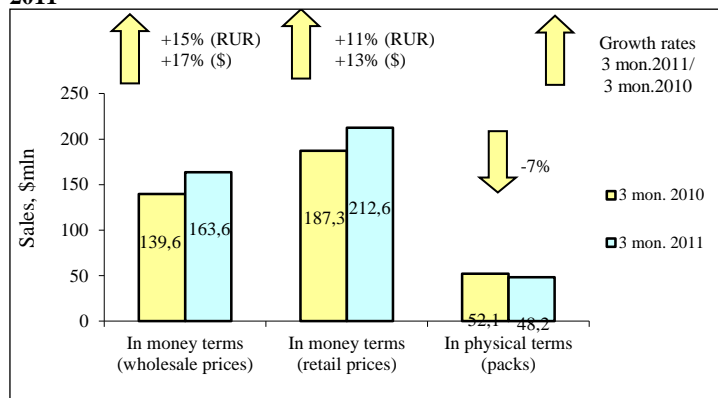 2011
+15% (RUR)
+17% ($)
+11% (RUR)
+13% ($)
Growth rates
3 mon.2011/
3 mon.2010
-7%
Sales, $mln
250
200
150
100
50
0
139,6
163,6
187,3
212,6
52,1
48,2
In money terms
(wholesale prices)
In money terms
(retail prices)
In physical terms
(packs)
3 mon. 2010
3 mon. 2011